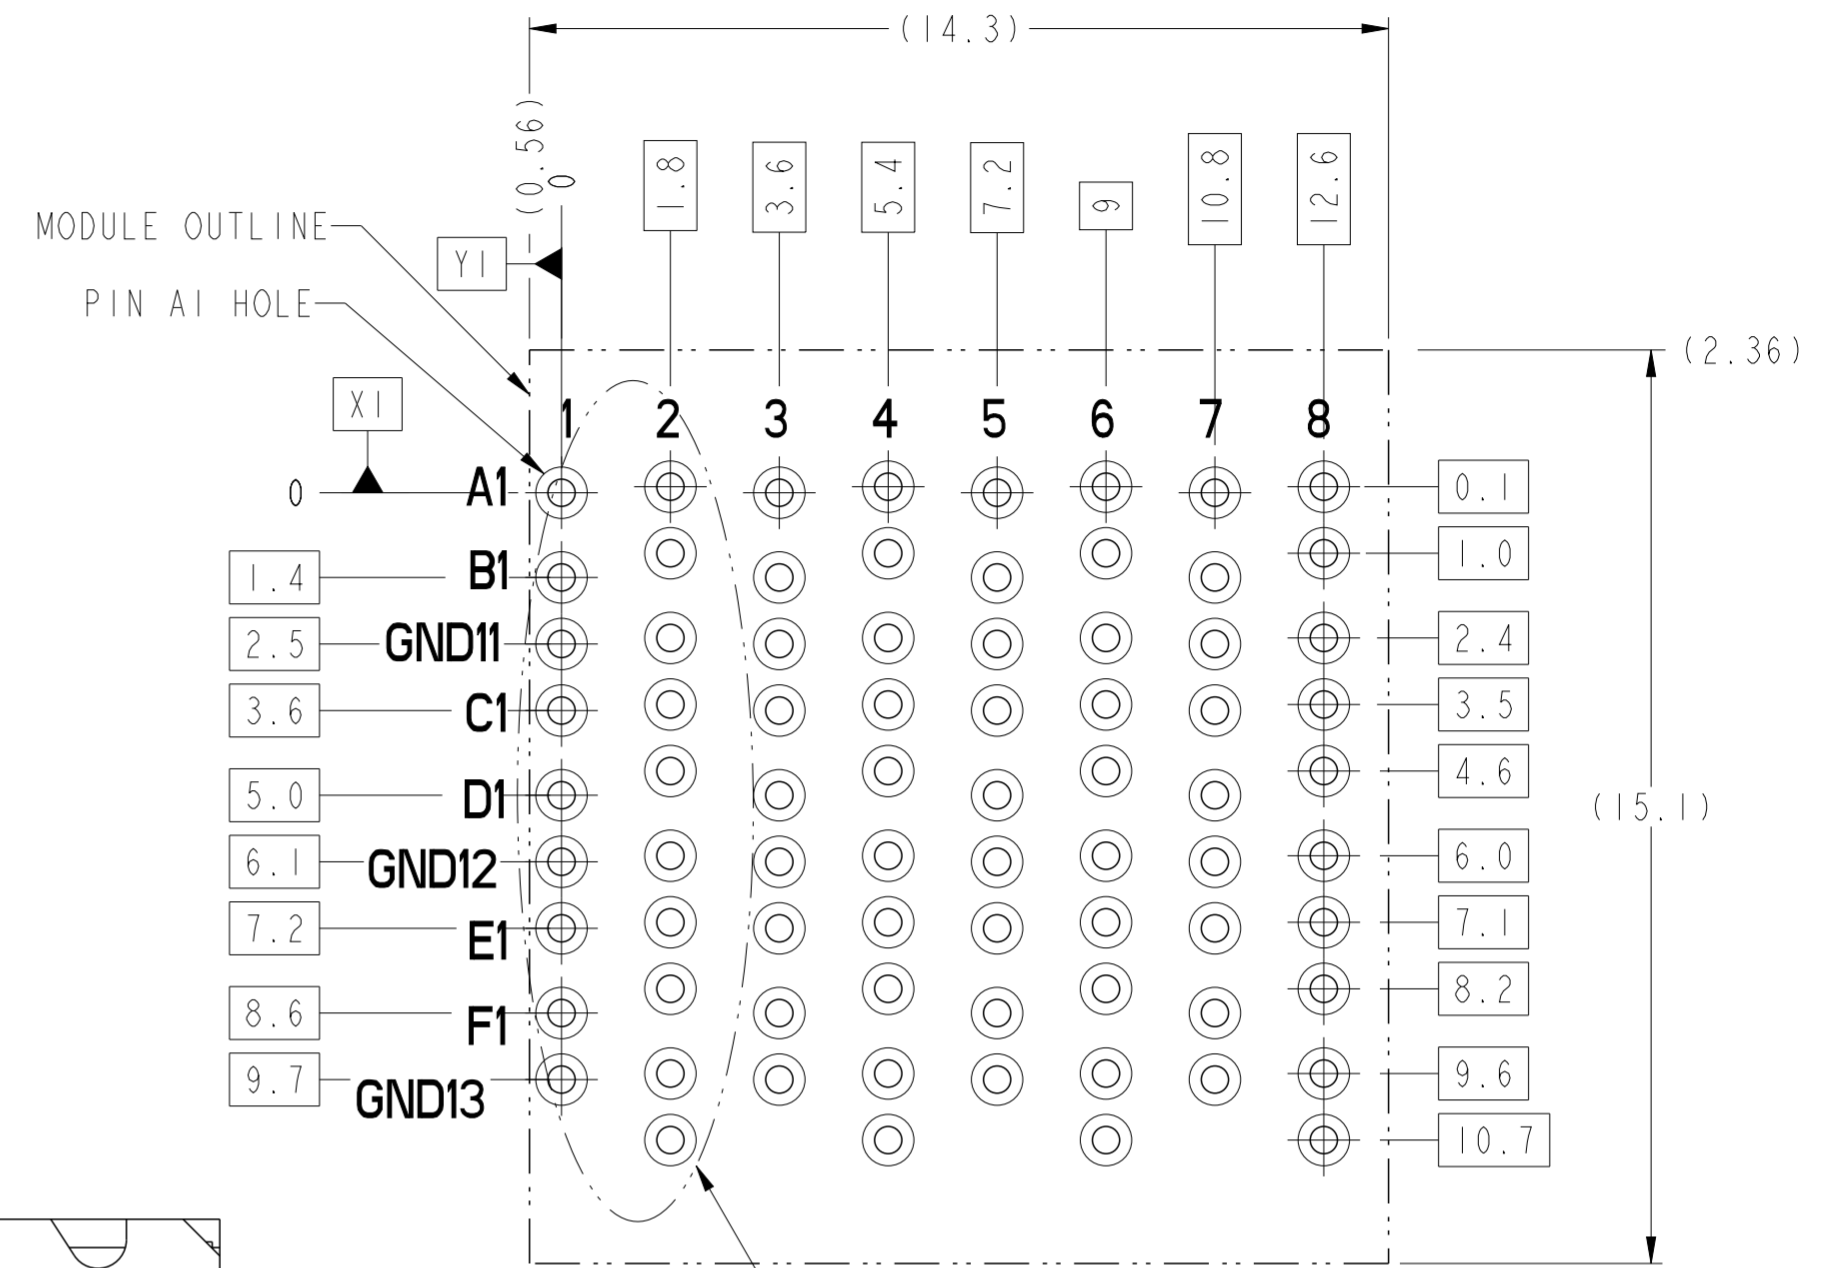 (14.3)
(0.56)
0
1.8
3.6
5.4
7.2
9
10.8
12.6
MODULE OUTLINE
Y1
PIN A1 HOLE
(2.36)
X1
1 2 3 4 5 6 7 8
0 A1 0.1
1.0
1.4 B1
2.5 GND11 2.4
3.6 C1 3.5
4.6
5.0 D1
(15.1)
6.1 GND12 6.0
7.2 E1 7.1
8.2
8.6 F1
9.7 GND13 9.6
10.7